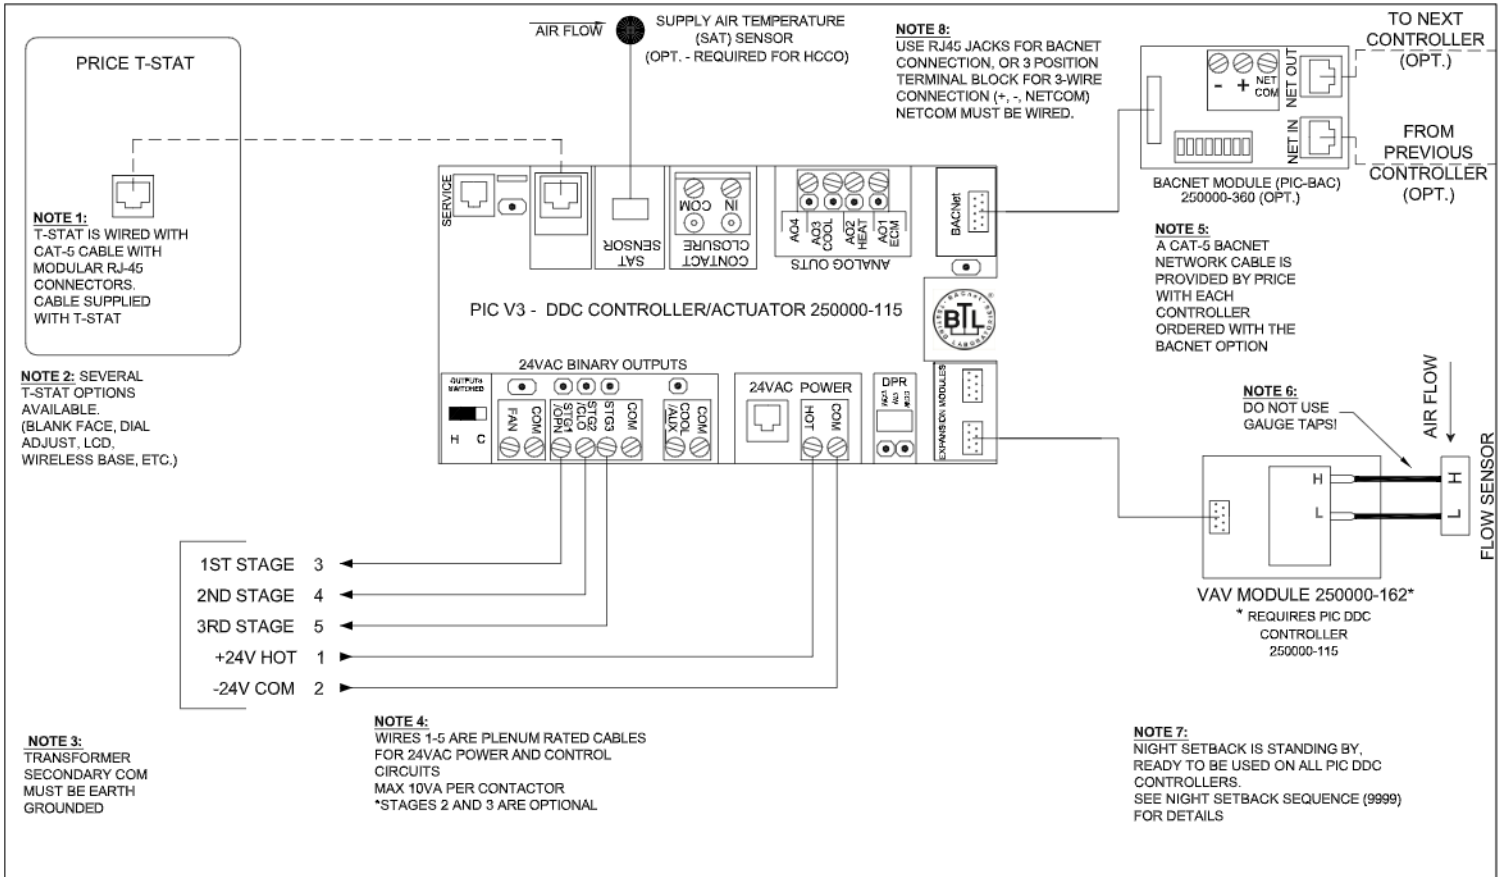 PRICE T-STAT
NOTE 1:
T-STAT IS WIRED WITH
CAT-5 CABLE WITH
MODULAR RJ-45
CONNECTORS.
CABLE SUPPLIED
WITH T-STAT
NOTE 2: SEVERAL
T-STAT OPTIONS
AVAILABLE.
(BLANK FACE, DIAL
ADJUST, LCD,
WIRELESS BASE, ETC.)
AIR FLOW
SUPPLY AIR TEMPERATURE
(SAT) SENSOR
(OPT. - REQUIRED FOR HCCO)
NOTE 8:
USE RJ45 JACKS FOR BACNET
CONNECTION, OR 3 POSITION
TERMINAL BLOCK FOR 3-WIRE
CONNECTION (+, -, NETCOM)
NETCOM MUST BE WIRED.
- + NET
COM
NET OUT
NET IN
TO NEXT
CONTROLLER
(OPT.)
FROM
PREVIOUS
CONTROLLER
(OPT.)
BACNET MODULE (PIC-BAC)
250000-360 (OPT.)
NOTE 5:
A CAT-5 BACNET
NETWORK CABLE IS
PROVIDED BY PRICE
WITH EACH
CONTROLLER
ORDERED WITH THE
BACNET OPTION
SERVICE
SAT
SENSOR
COM
IN
CONTACT
CLOSURE
AO4
AO3
COOL
AO2
HEAT
AO1
ECM
ANALOG OUTS
BACNet
PIC V3 - DDC CONTROLLER/ACTUATOR 250000-115
BTL
24VAC BINARY OUTPUTS
OUTPUTS
SWITCHED
H C
FAN
COM
STG1
/OPN
STG2
/CLO
STG3
COM
COOL
/AUX
COM
24VAC POWER
HOT
COM
DPR
EXPANSION MODULES
NOTE 6:
DO NOT USE
GAUGE TAPS!
AIR FLOW
H
L
H
L
FLOW SENSOR
VAV MODULE 250000-162*
* REQUIRES PIC DDC
CONTROLLER
250000-115
1ST STAGE 3
2ND STAGE 4
3RD STAGE 5
+24V HOT 1
-24V COM 2
NOTE 3:
TRANSFORMER
SECONDARY COM
MUST BE EARTH
GROUNDED
NOTE 4:
WIRES 1-5 ARE PLENUM RATED CABLES
FOR 24VAC POWER AND CONTROL
CIRCUITS
MAX 10VA PER CONTACTOR
*STAGES 2 AND 3 ARE OPTIONAL
NOTE 7:
NIGHT SETBACK IS STANDING BY,
READY TO BE USED ON ALL PIC DDC
CONTROLLERS.
SEE NIGHT SETBACK SEQUENCE (9999)
FOR DETAILS